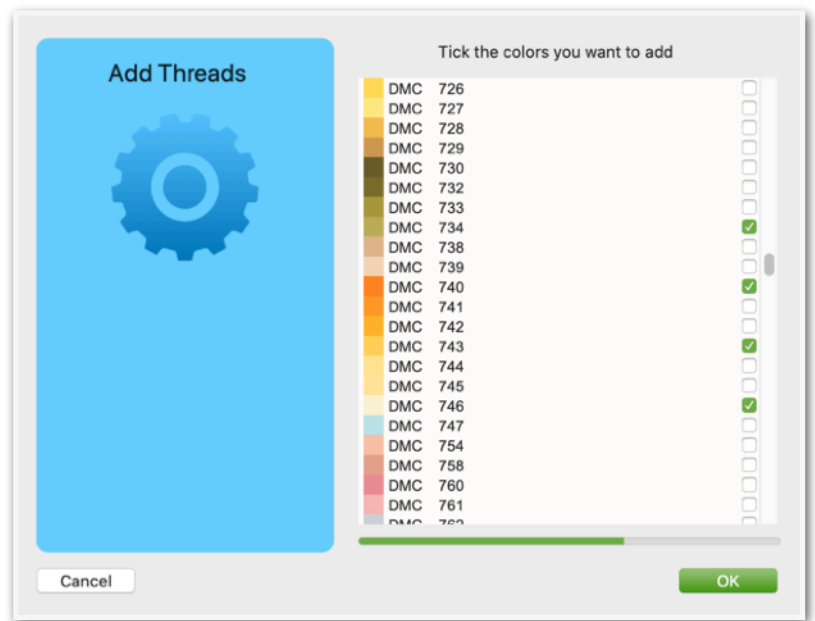 Add Threads
Tick the colors you want to add
DMC 726
DMC 727
DMC 728
DMC 729
DMC 730
DMC 732
DMC 733
DMC 734
DMC 738
DMC 739
DMC 740
DMC 741
DMC 742
DMC 743
DMC 744
DMC 745
DMC 746
DMC 747
DMC 754
DMC 758
DMC 760
DMC 761
DMC 762
Cancel
OK